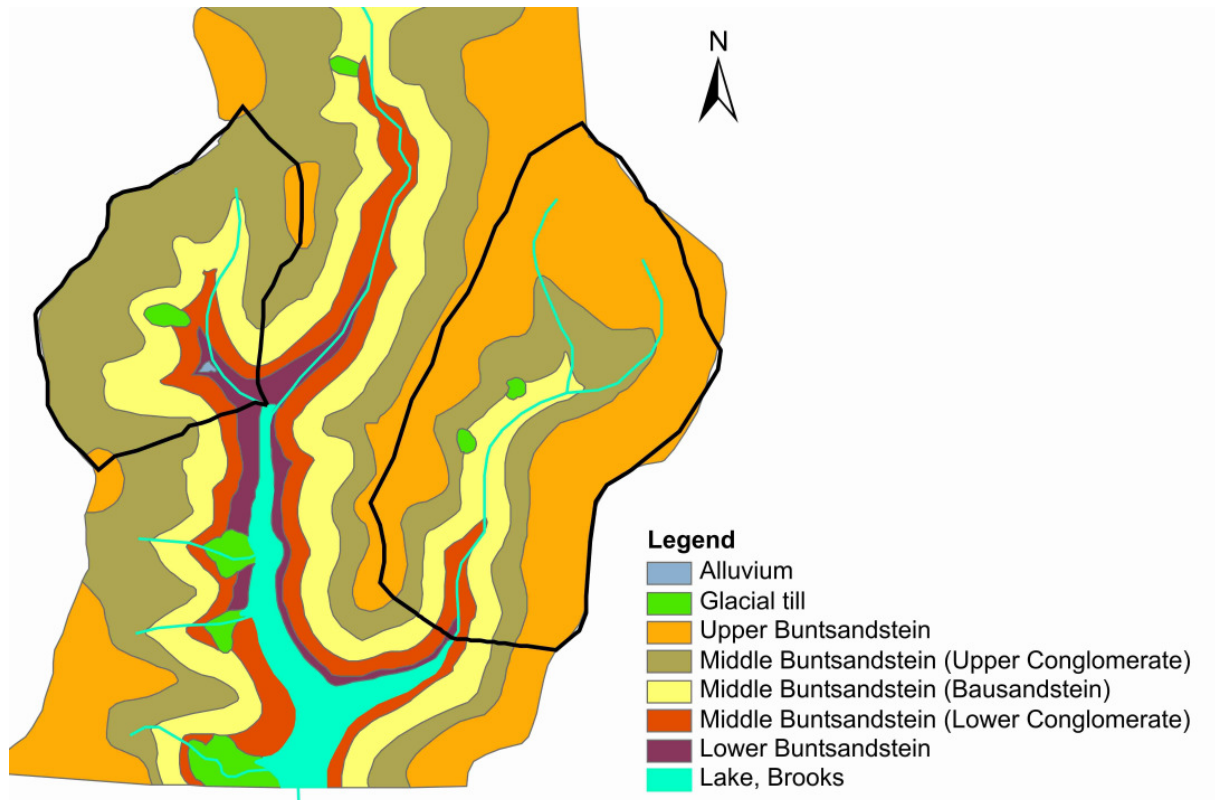 N
Legend
Alluvium
Glacial till
Upper Buntsandstein
Middle Buntsandstein (Upper Conglomerate)
Middle Buntsandstein (Bausandstein)
Middle Buntsandstein (Lower Conglomerate)
Lower Buntsandstein
Lake, Brooks